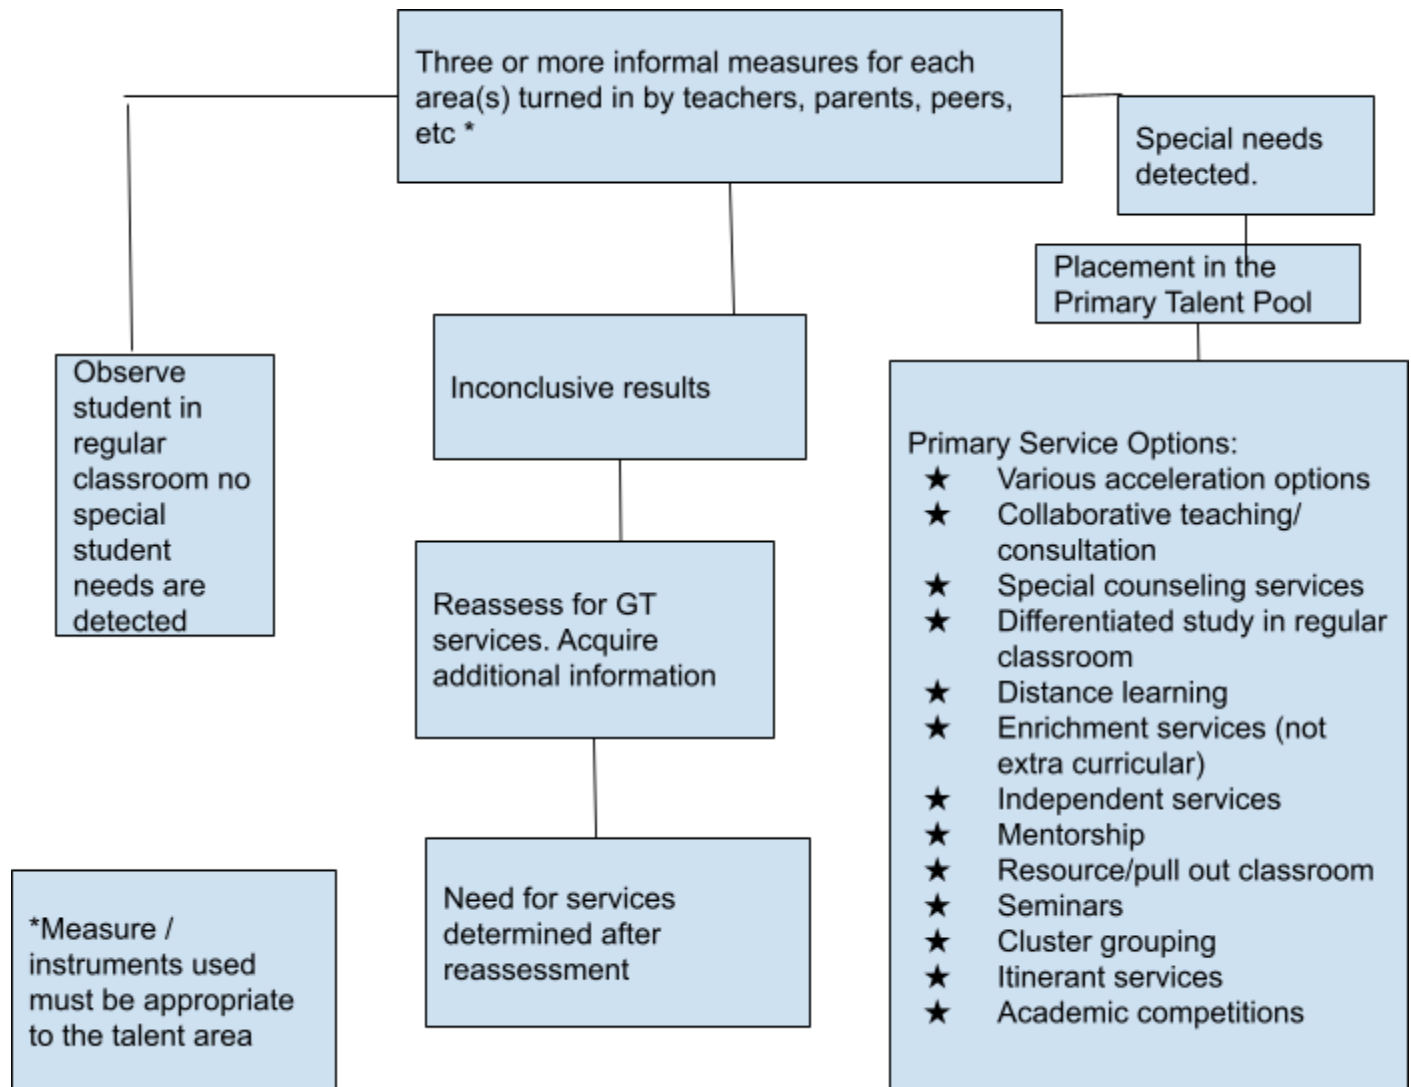 Three or more informal measures for each
area(s) turned in by teachers, parents, peers,
etc *
Special needs
detected.
Placement in the
Primary Talent Pool
Observe
student in
regular
classroom no
special
student
needs are
detected
Inconclusive results
Reassess for GT
services. Acquire
additional information
Need for services
determined after
reassessment
Primary Service Options:
★ Various acceleration options
★ Collaborative teaching/
consultation
★ Special counseling services
★ Differentiated study in regular
classroom
★ Distance learning
★ Enrichment services (not
extra curricular)
★ Independent services
★ Mentorship
★ Resource/pull out classroom
★ Seminars
★ Cluster grouping
★ Itinerant services
★ Academic competitions
*Measure /
instruments used
must be appropriate
to the talent area